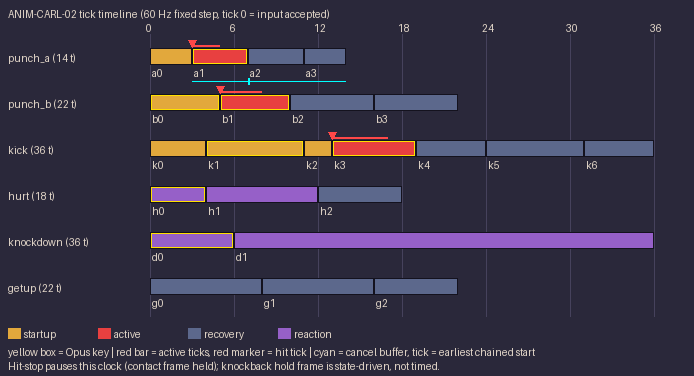 ANIM-CARL-02 tick timeline (60 Hz fixed step, tick 0 = input accepted)
0 6 12 18 24 30 36
punch_a (14 t)
a0 a1 a2 a3
punch_b (22 t)
b0 b1 b2 b3
kick (36 t)
k0 k1 k2 k3 k4 k5 k6
hurt (18 t)
h0 h1 h2
knockdown (36 t)
d0 d1
getup (22 t)
g0 g1 g2
startup active recovery reaction
yellow box = Opus key | red bar = active ticks, red marker = hit tick | cyan = cancel buffer, tick = earliest chained start
Hit-stop pauses this clock (contact frame held); knockback hold frame is state-driven, not timed.